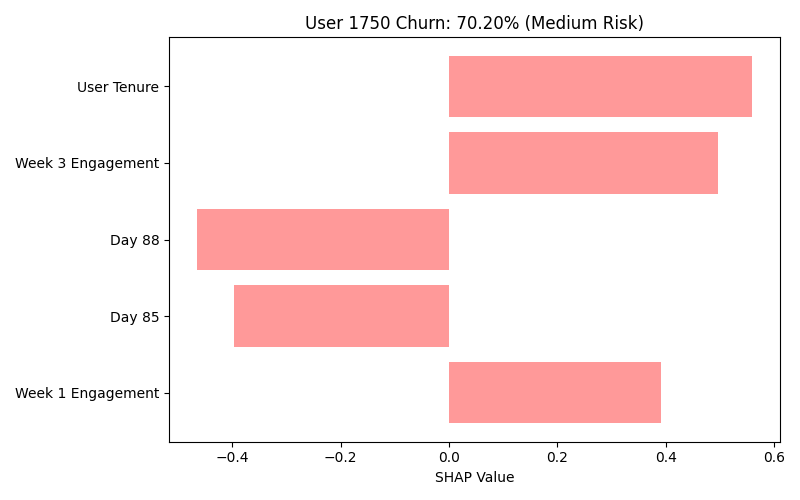 User 1750 Churn: 70.20% (Medium Risk)
User Tenure
Week 3 Engagement
Day 88
Day 85
Week 1 Engagement
−0.4 −0.2 0.0 0.2 0.4 0.6
SHAP Value